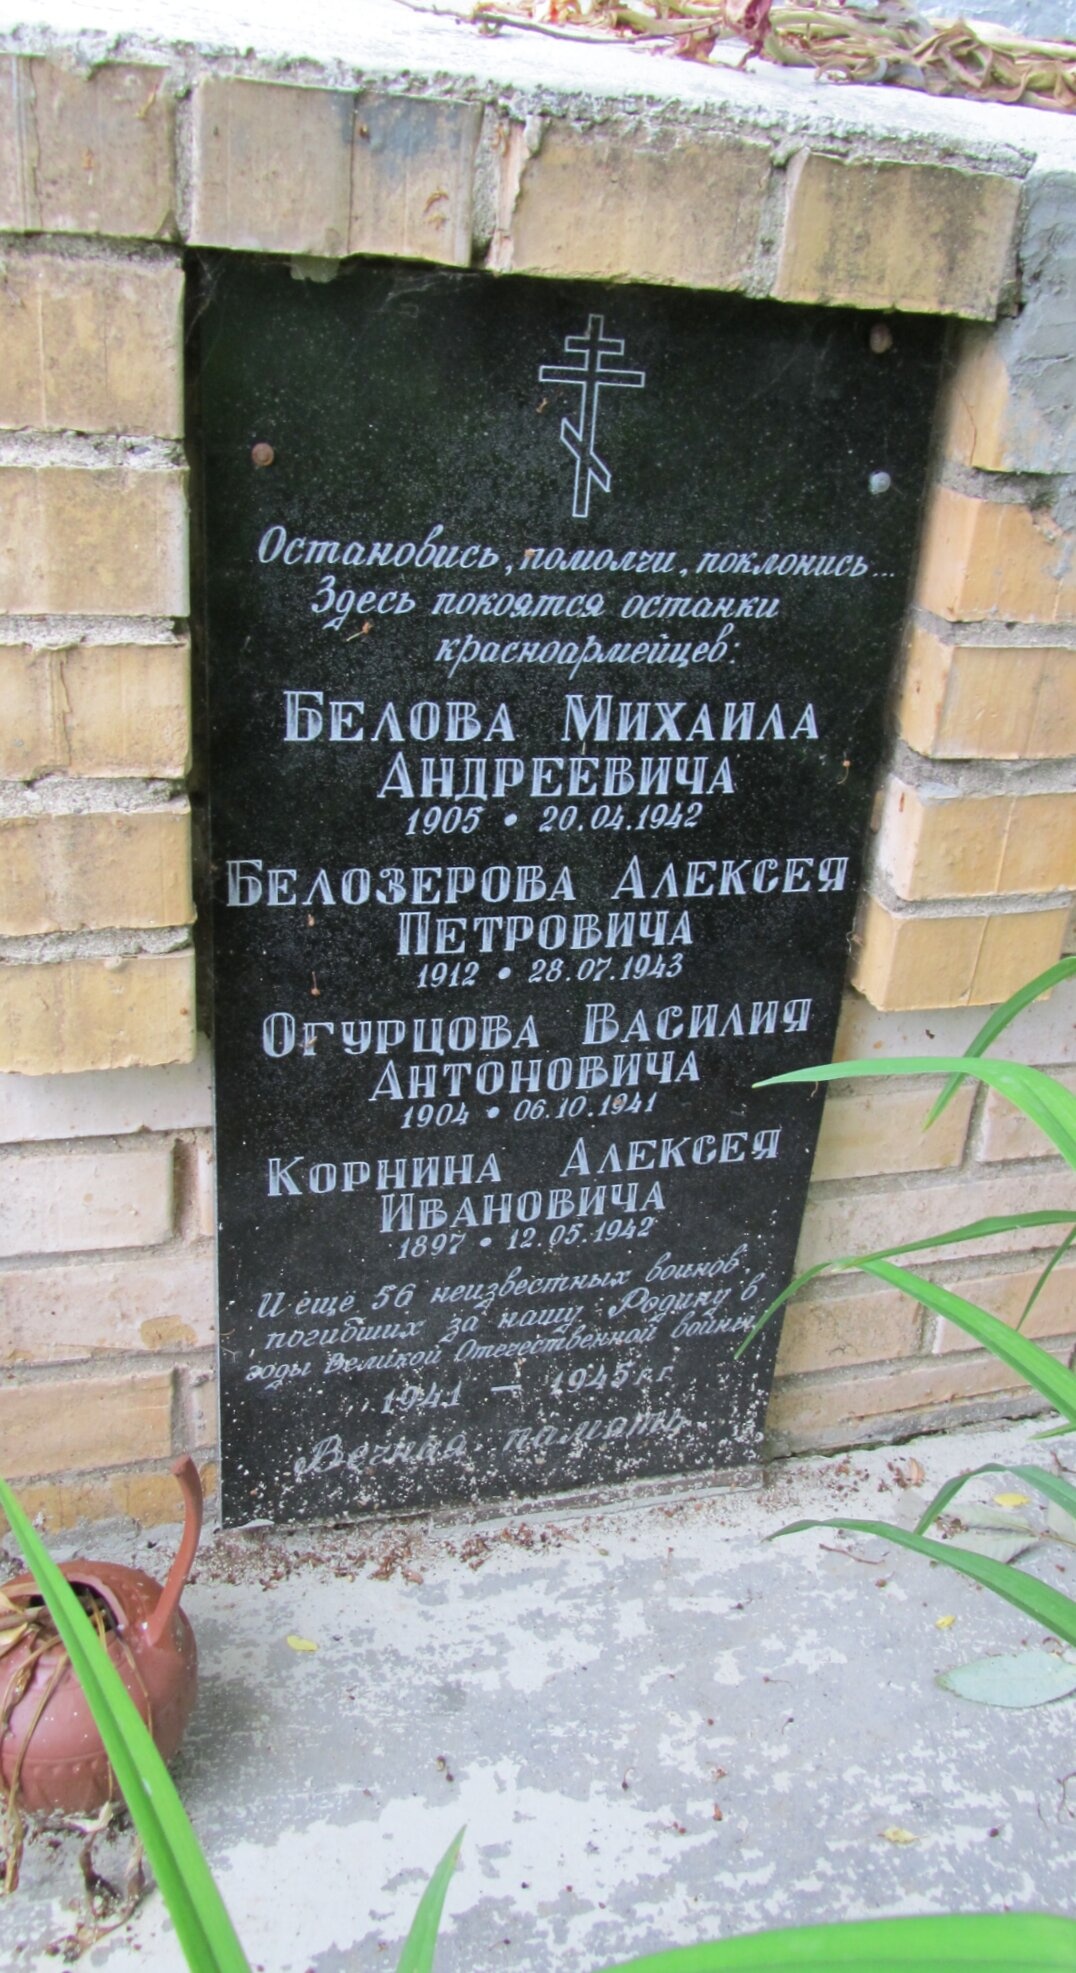 Остановись, помолчи, поклонись...
Здесь покоятся останки
красноармейцев:
БЕЛОВА МИХАИЛА
АНДРЕЕВИЧА
1905 • 20.04.1942
БЕЛОЗЕРОВА АЛЕКСЕЯ
ПЕТРОВИЧА
1912 • 28.07.1943
ОГУРЦОВА ВАСИЛИЯ
АНТОНОВИЧА
1904 • 06.10.1941
КОРНИНА АЛЕКСЕЯ
ИВАНОВИЧА
1897 • 12.05.1942
И ещё 56 неизвестных воинов,
погибших за нашу Родину в
годы Великой Отечественной войны
1941 — 1945 г.г.
Вечная память